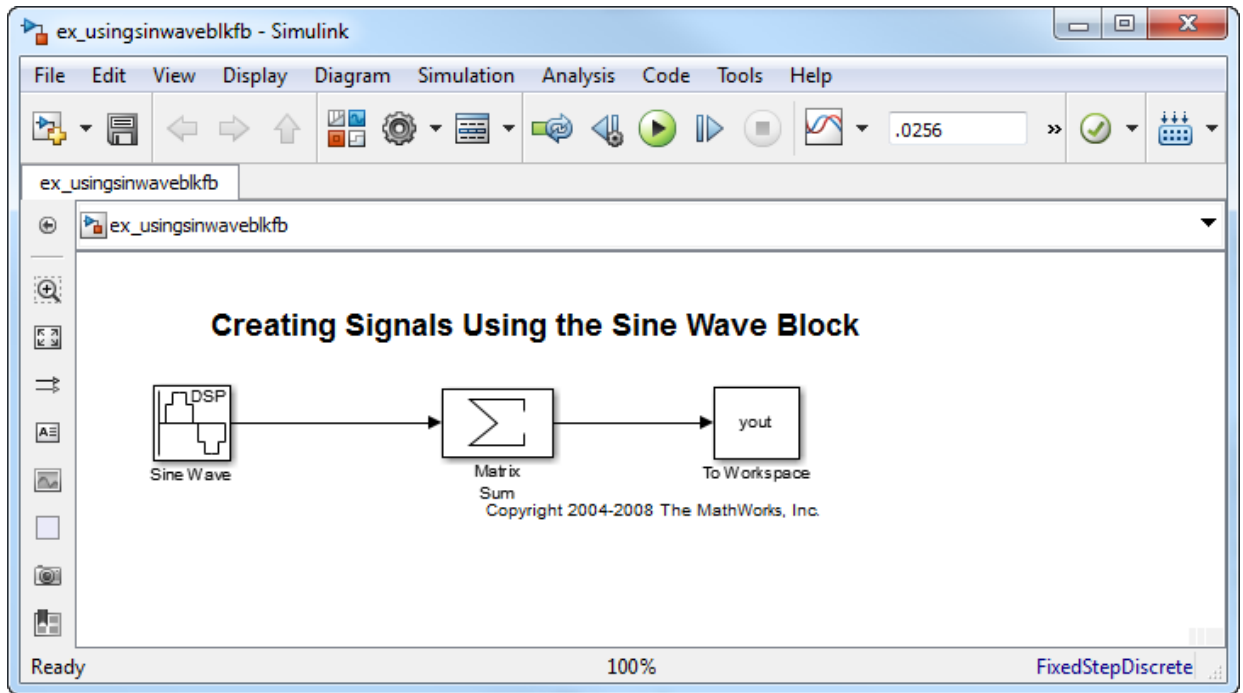 ex_usingsinwaveblkfb - Simulink
File Edit View Display Diagram Simulation Analysis Code Tools Help
.0256 »
ex_usingsinwaveblkfb
ex_usingsinwaveblkfb
Creating Signals Using the Sine Wave Block
DSP
yout
Sine Wave
Matrix
Sum
To Workspace
Copyright 2004-2008 The MathWorks, Inc.
Ready 100% FixedStepDiscrete